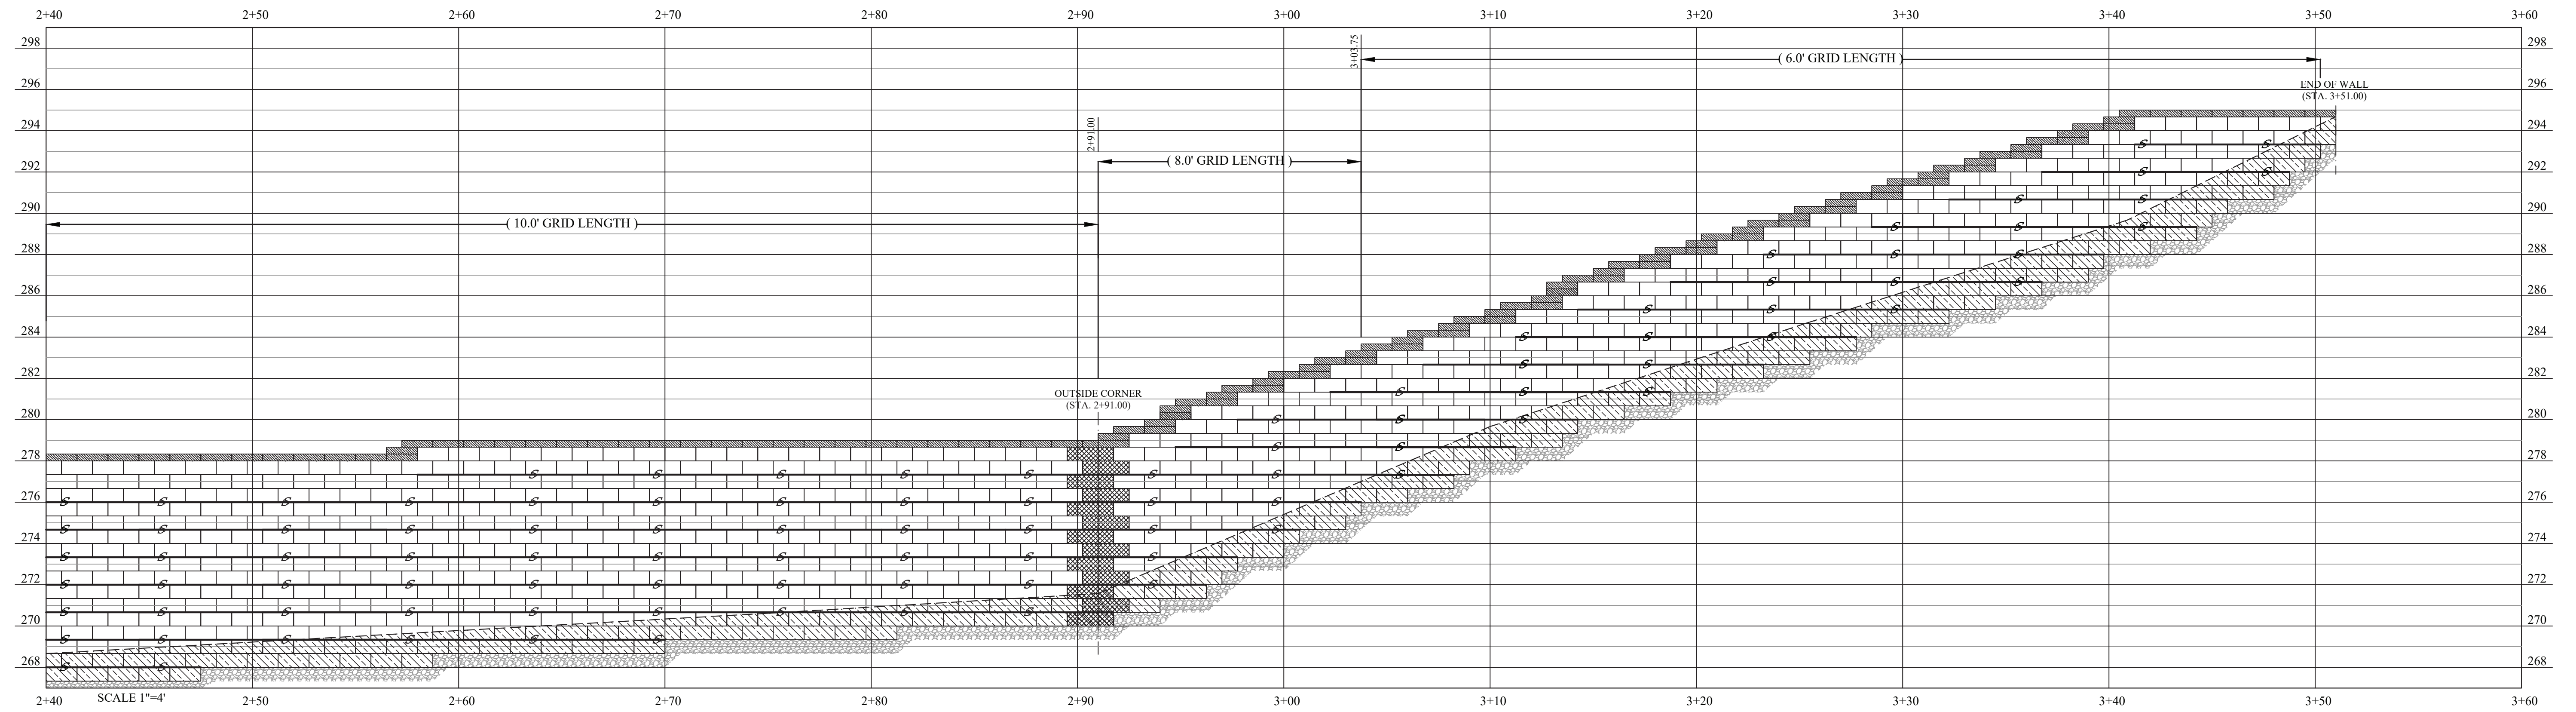 2+40 2+50 2+60 2+70 2+80 2+90 3+00 3+10 3+20 3+30 3+40 3+50 3+60
298 298
3+03.75
( 6.0' GRID LENGTH )
296 296
END OF WALL
(STA. 3+51.00)
294 294
2+91.00
S S
( 8.0' GRID LENGTH )
292 S S 292
S S
290 290
( 10.0' GRID LENGTH )
S S S
288 S S S 288
S S S
286 286
S S
284 S S S 284
S S S
282 282
OUTSIDE CORNER
(STA. 2+91.00)
S S S
280 S S S 280
S S
278 278
S S S S S S S S
276 S S S S S S 276
S S S S S S S S S S
274 274
S S S S S S S S S
272 S S S S S S S S S 272
S S S S S S S S
270 270
S S S S S
268 S S 268
SCALE 1"=4'
2+40 2+50 2+60 2+70 2+80 2+90 3+00 3+10 3+20 3+30 3+40 3+50 3+60